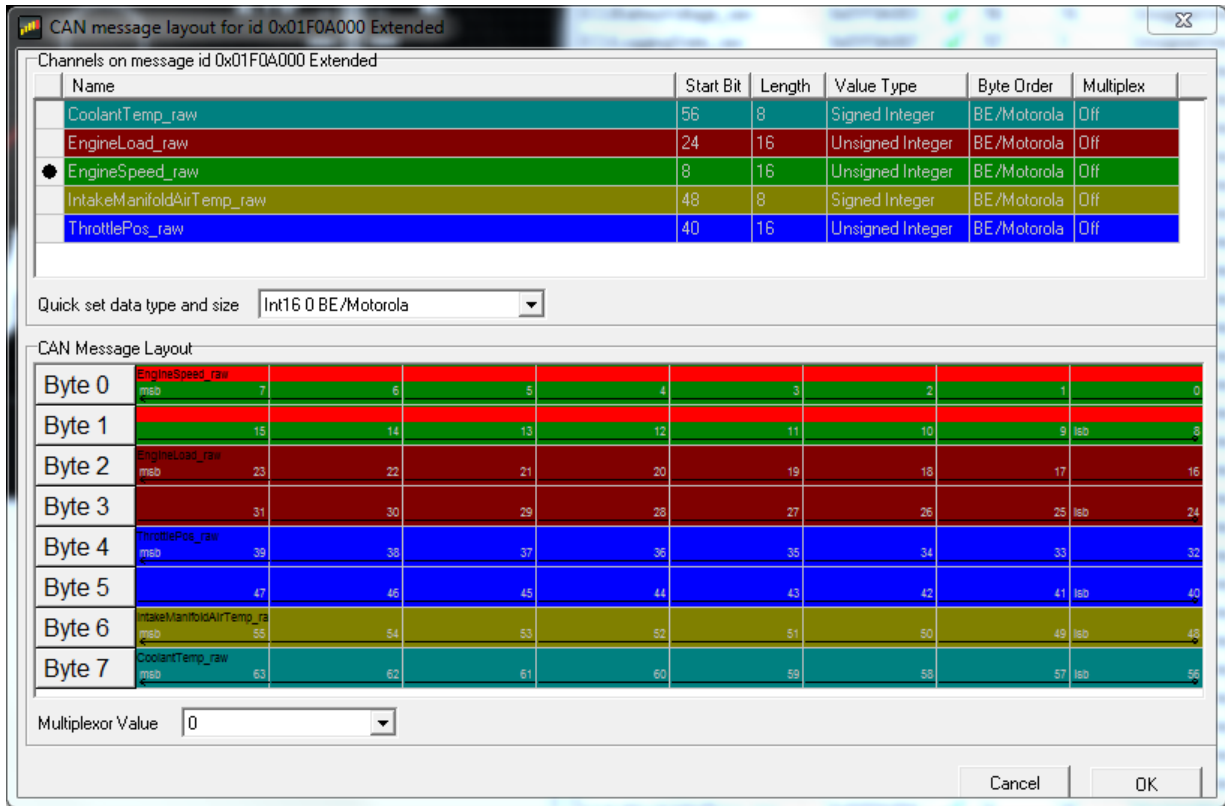 CAN message layout for id 0x01F0A000 Extended
Channels on message id 0x01F0A000 Extended
Name Start Bit Length Value Type Byte Order Multiplex
CoolantTemp_raw 56 8 Signed Integer BE/Motorola Off
EngineLoad_raw 24 16 Unsigned Integer BE/Motorola Off
EngineSpeed_raw 8 16 Unsigned Integer BE/Motorola Off
IntakeManifoldAirTemp_raw 48 8 Signed Integer BE/Motorola Off
ThrottlePos_raw 40 16 Unsigned Integer BE/Motorola Off
Quick set data type and size Int16 0 BE/Motorola
CAN Message Layout
EngineSpeed_raw
Byte 0 msb 7 6 5 4 3 2 1 0
Byte 1 15 14 13 12 11 10 9 lsb 8
EngineLoad_raw
Byte 2 msb 23 22 21 20 19 18 17 16
Byte 3 31 30 29 28 27 26 25 lsb 24
ThrottlePos_raw
Byte 4 msb 39 38 37 36 35 34 33 32
Byte 5 47 46 45 44 43 42 41 lsb 40
IntakeManifoldAirTemp_ra
Byte 6 msb 55 54 53 52 51 50 49 lsb 48
CoolantTemp_raw
Byte 7 msb 63 62 61 60 59 58 57 lsb 56
Multiplexor Value 0
Cancel OK